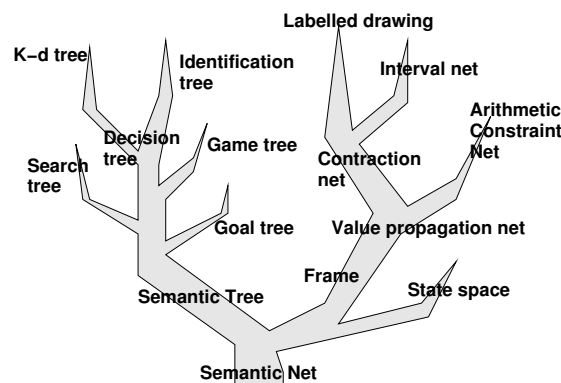 Labelled drawing
K–d tree
Identification
tree
Interval net
Arithmetic
Constraint
Net
Decision
tree
Game tree
Search
tree
Contraction
net
Goal tree
Value propagation net
Frame
State space
Semantic Tree
Semantic Net